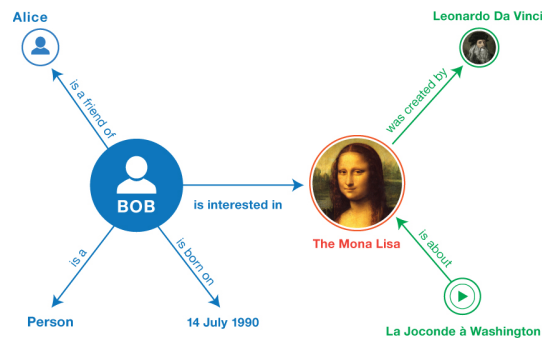 Alice
Leonardo Da Vinci
is a friend of
was created by
BOB
is interested in
The Mona Lisa
is a
is born on
is about
Person
14 July 1990
La Joconde à Washington